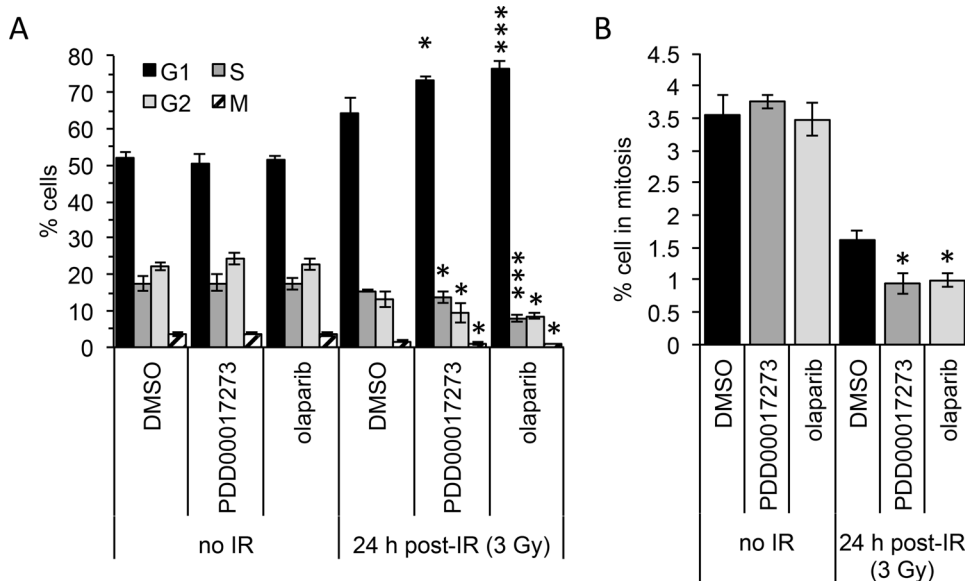 A
80
70
60
50
40
30
20
10
0
% cells
G1 S
G2 M
*
***
* * *
*** * *
DMSO
PDD00017273
olaparib
DMSO
PDD00017273
olaparib
no IR
24 h post-IR (3 Gy)
B
4.5
4
3.5
3
2.5
2
1.5
1
0.5
0
% cell in mitosis
* *
DMSO
PDD00017273
olaparib
DMSO
PDD00017273
olaparib
no IR
24 h post-IR
(3 Gy)